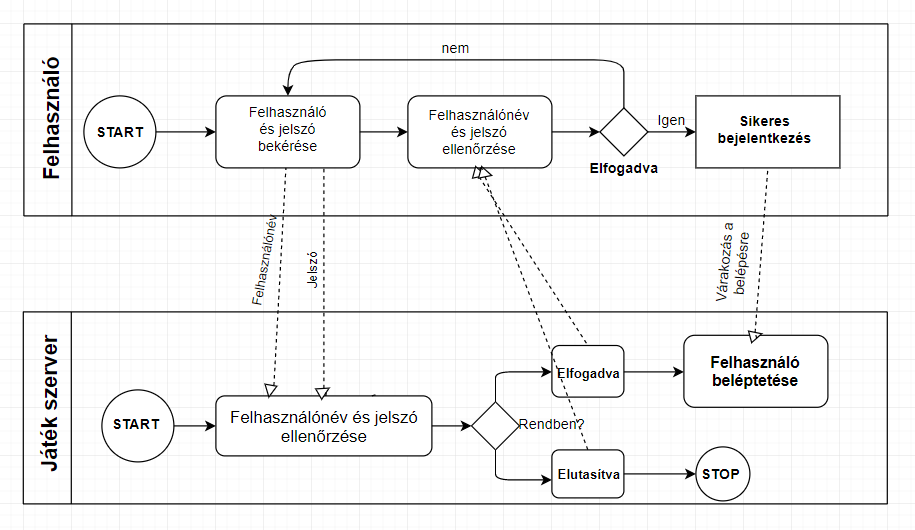 Felhasználó
nem
START
Felhasználó
és jelszó
bekérése
Felhasználónév
és jelszó
ellenőrzése
Igen
Elfogadva
Sikeres
bejelentkezés
Felhasználónév
Jelszó
Várakozás a
belépésre
Játék szerver
START
Felhasználónév és jelszó
ellenőrzése
Rendben?
Elfogadva
Elutasítva
Felhasználó
beléptetése
STOP